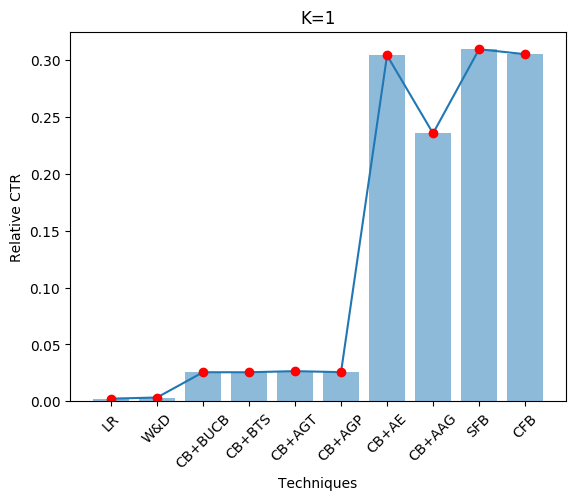 K=1
Relative CTR
0.30
0.25
0.20
0.15
0.10
0.05
0.00
LR
W&D
CB+BUCB
CB+BTS
CB+AGT
CB+AGP
CB+AE
CB+AAG
SFB
CFB
Techniques